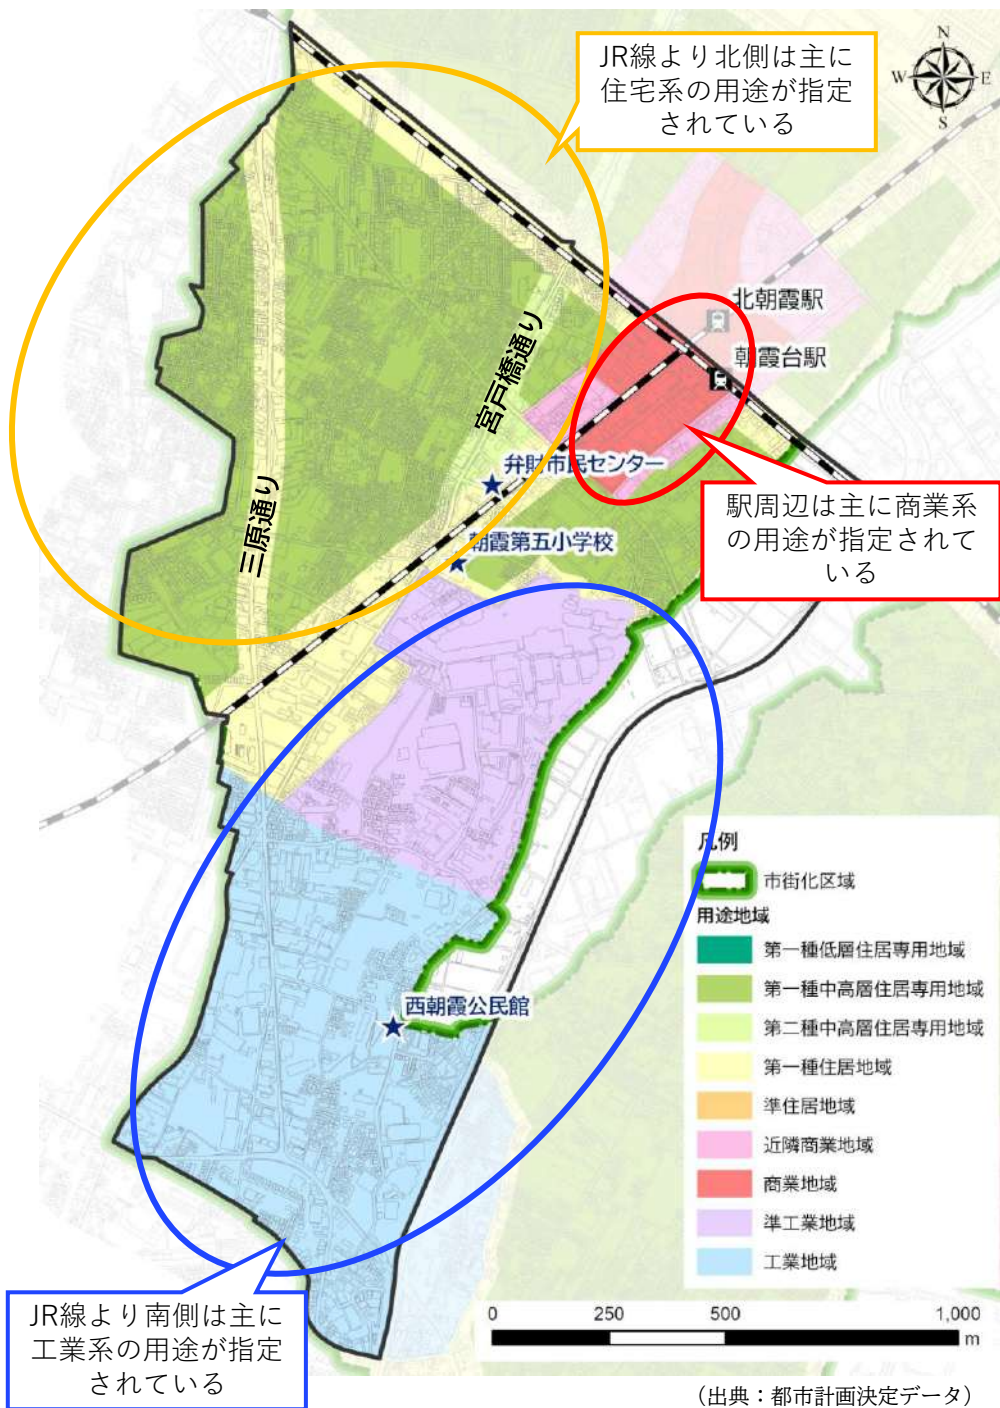 JR線より北側は主に
住宅系の用途が指定
されている
N
W
E
S
北朝霞駅
朝霞台駅
宮戸橋通り
弁財市民センター
三原通り
朝霞第五小学校
駅周辺は主に商業系
の用途が指定されて
いる
西朝霞公民館
凡例
市街化区域
用途地域
第一種低層住居専用地域
第一種中高層住居専用地域
第二種中高層住居専用地域
第一種住居地域
準住居地域
近隣商業地域
商業地域
準工業地域
工業地域
JR線より南側は主に
工業系の用途が指定
されている
0 250 500 1,000
m
（出典：都市計画決定データ）